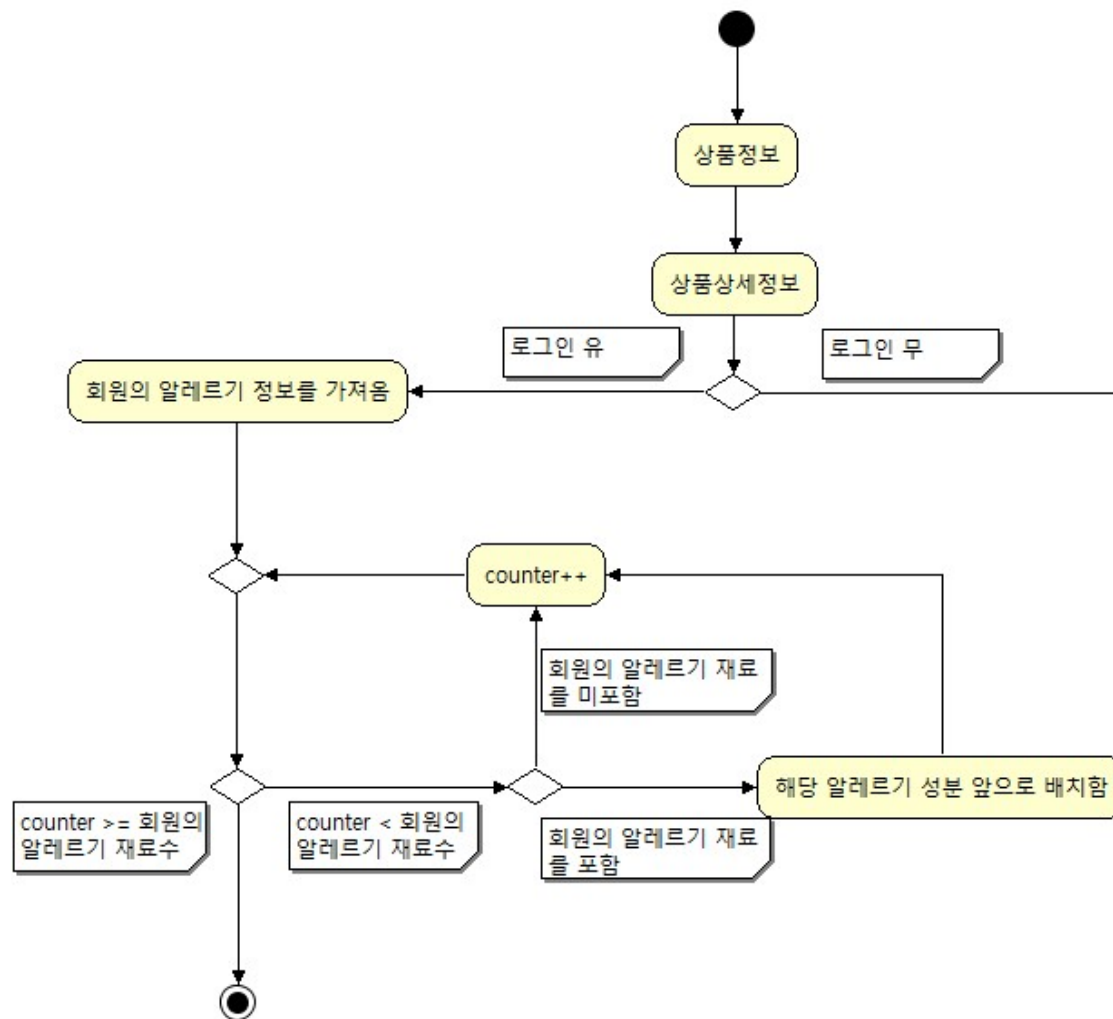 상품정보
상품상세정보
로그인 유
로그인 무
회원의 알레르기 정보를 가져옴
counter++
회원의 알레르기 재료
를 미포함
해당 알레르기 성분 앞으로 배치함
counter >= 회원의
알레르기 재료수
counter < 회원의
알레르기 재료수
회원의 알레르기 재료
를 포함